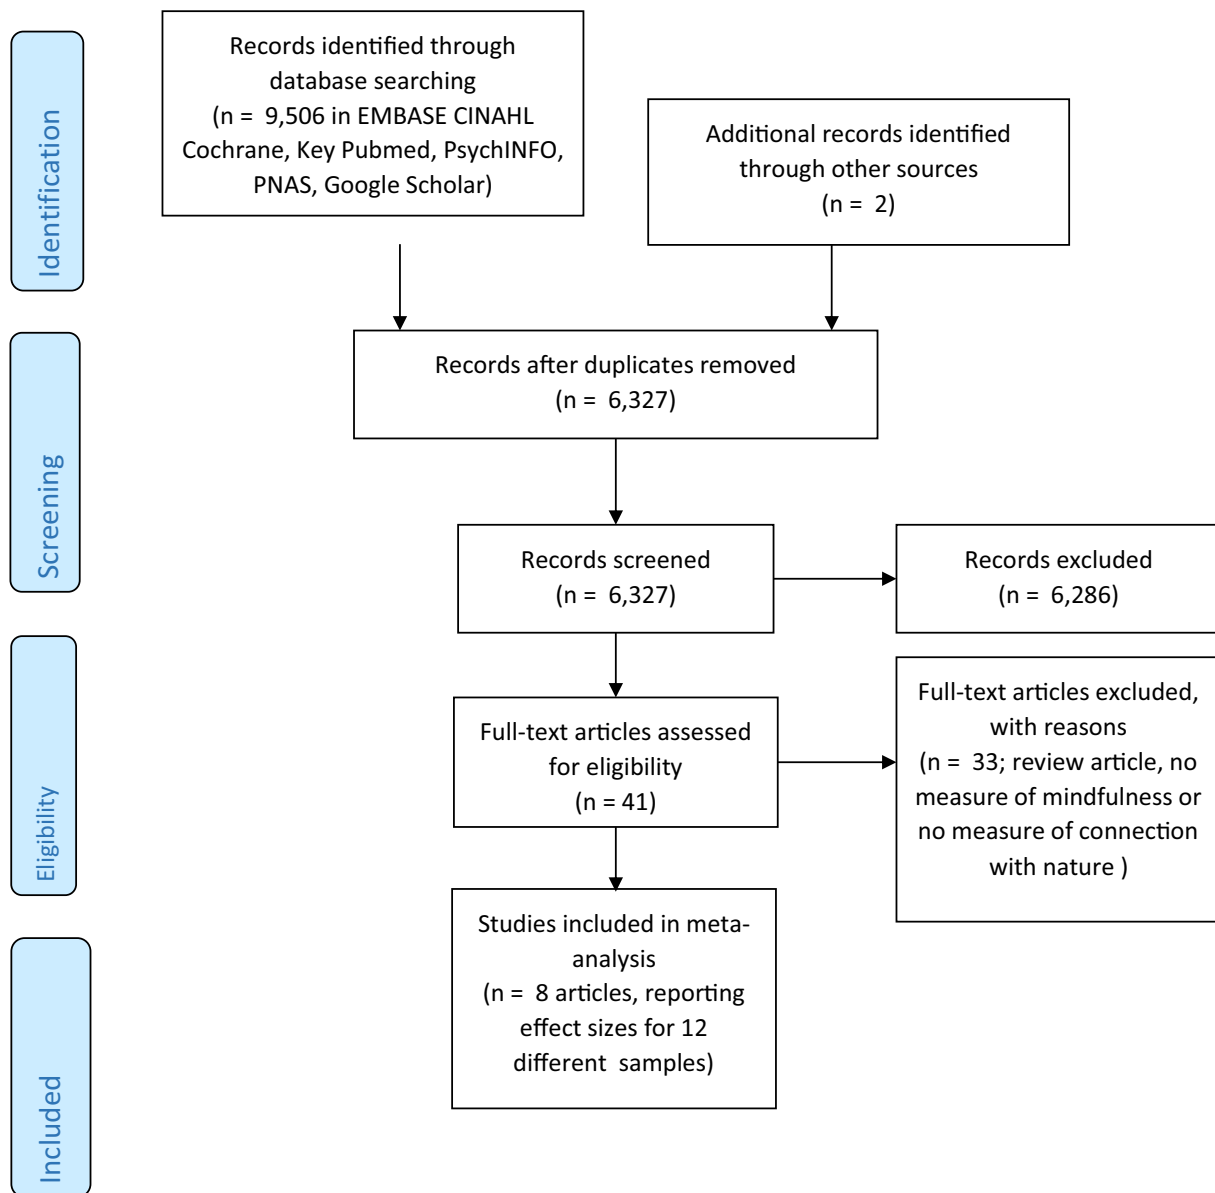 Identification
Records identified through
database searching
(n =  9,506 in EMBASE CINAHL
Cochrane, Key Pubmed, PsychINFO,
PNAS, Google Scholar)
Additional records identified
through other sources
(n =  2)
Screening
Records after duplicates removed
(n =  6,327)
Records screened
(n =  6,327)
Records excluded
(n =  6,286)
Eligibility
Full-text articles assessed
for eligibility
(n = 41)
Full-text articles excluded,
with reasons
(n =  33; review article, no
measure of mindfulness or
no measure of connection
with nature )
Included
Studies included in meta-
analysis
(n =  8 articles, reporting
effect sizes for 12
different  samples)